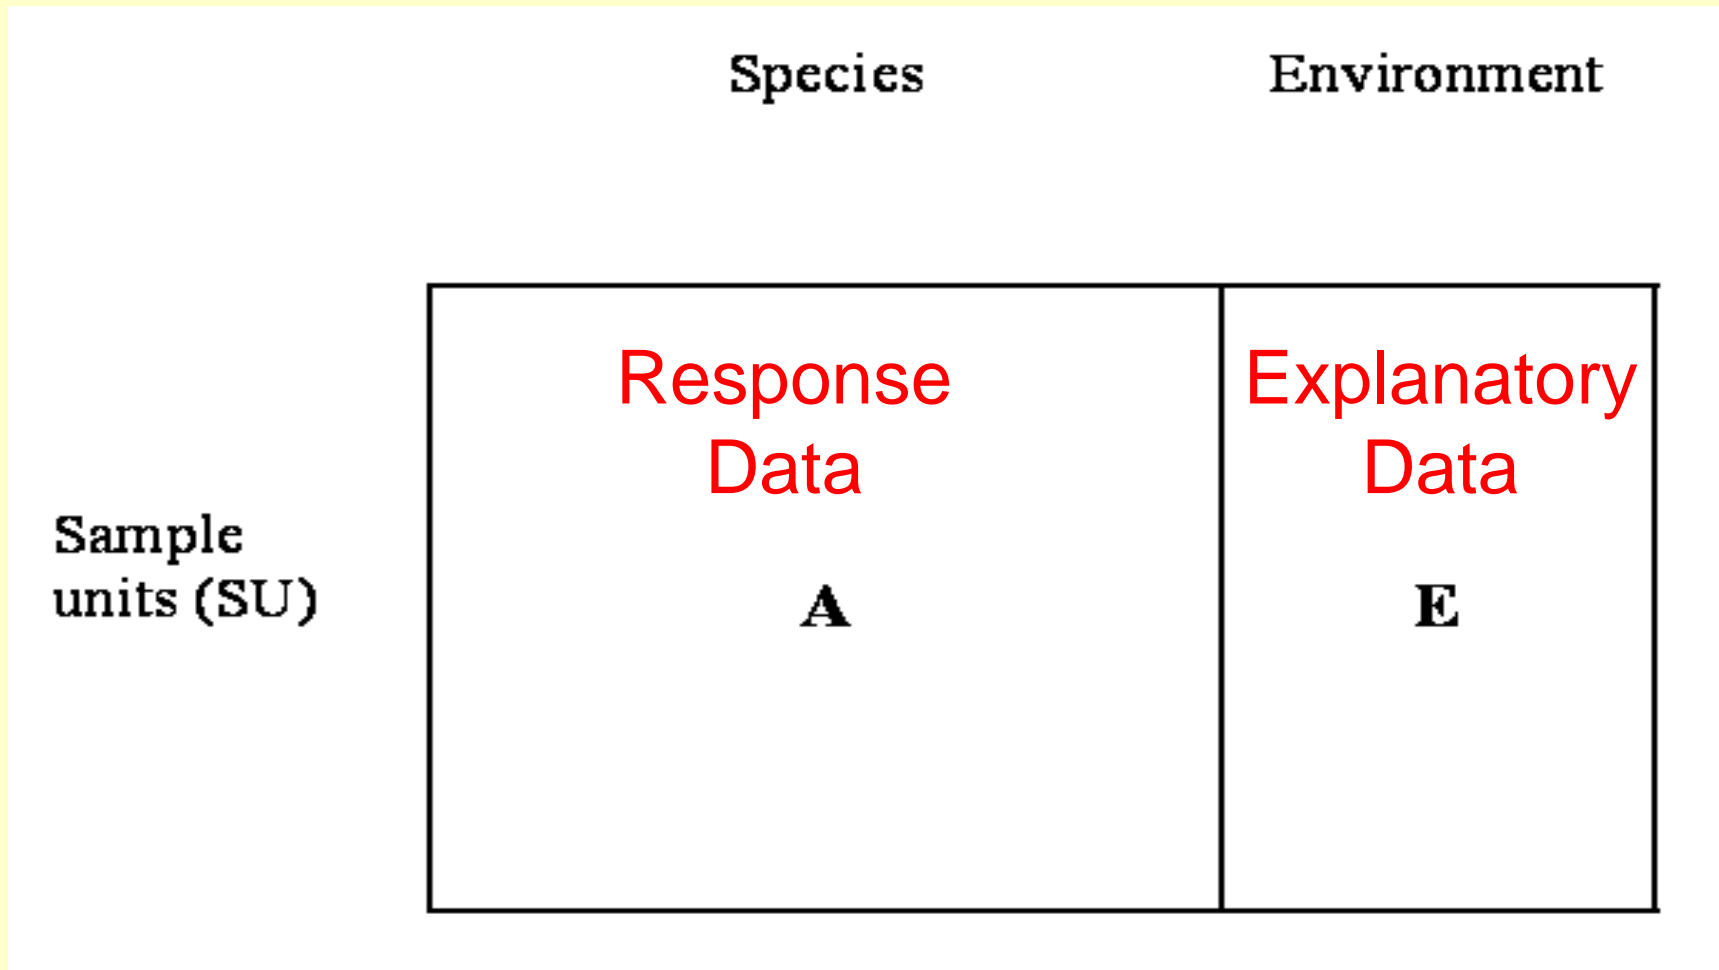 Species Environment
Response Explanatory
Data Data
Sample
units (SU)
A E